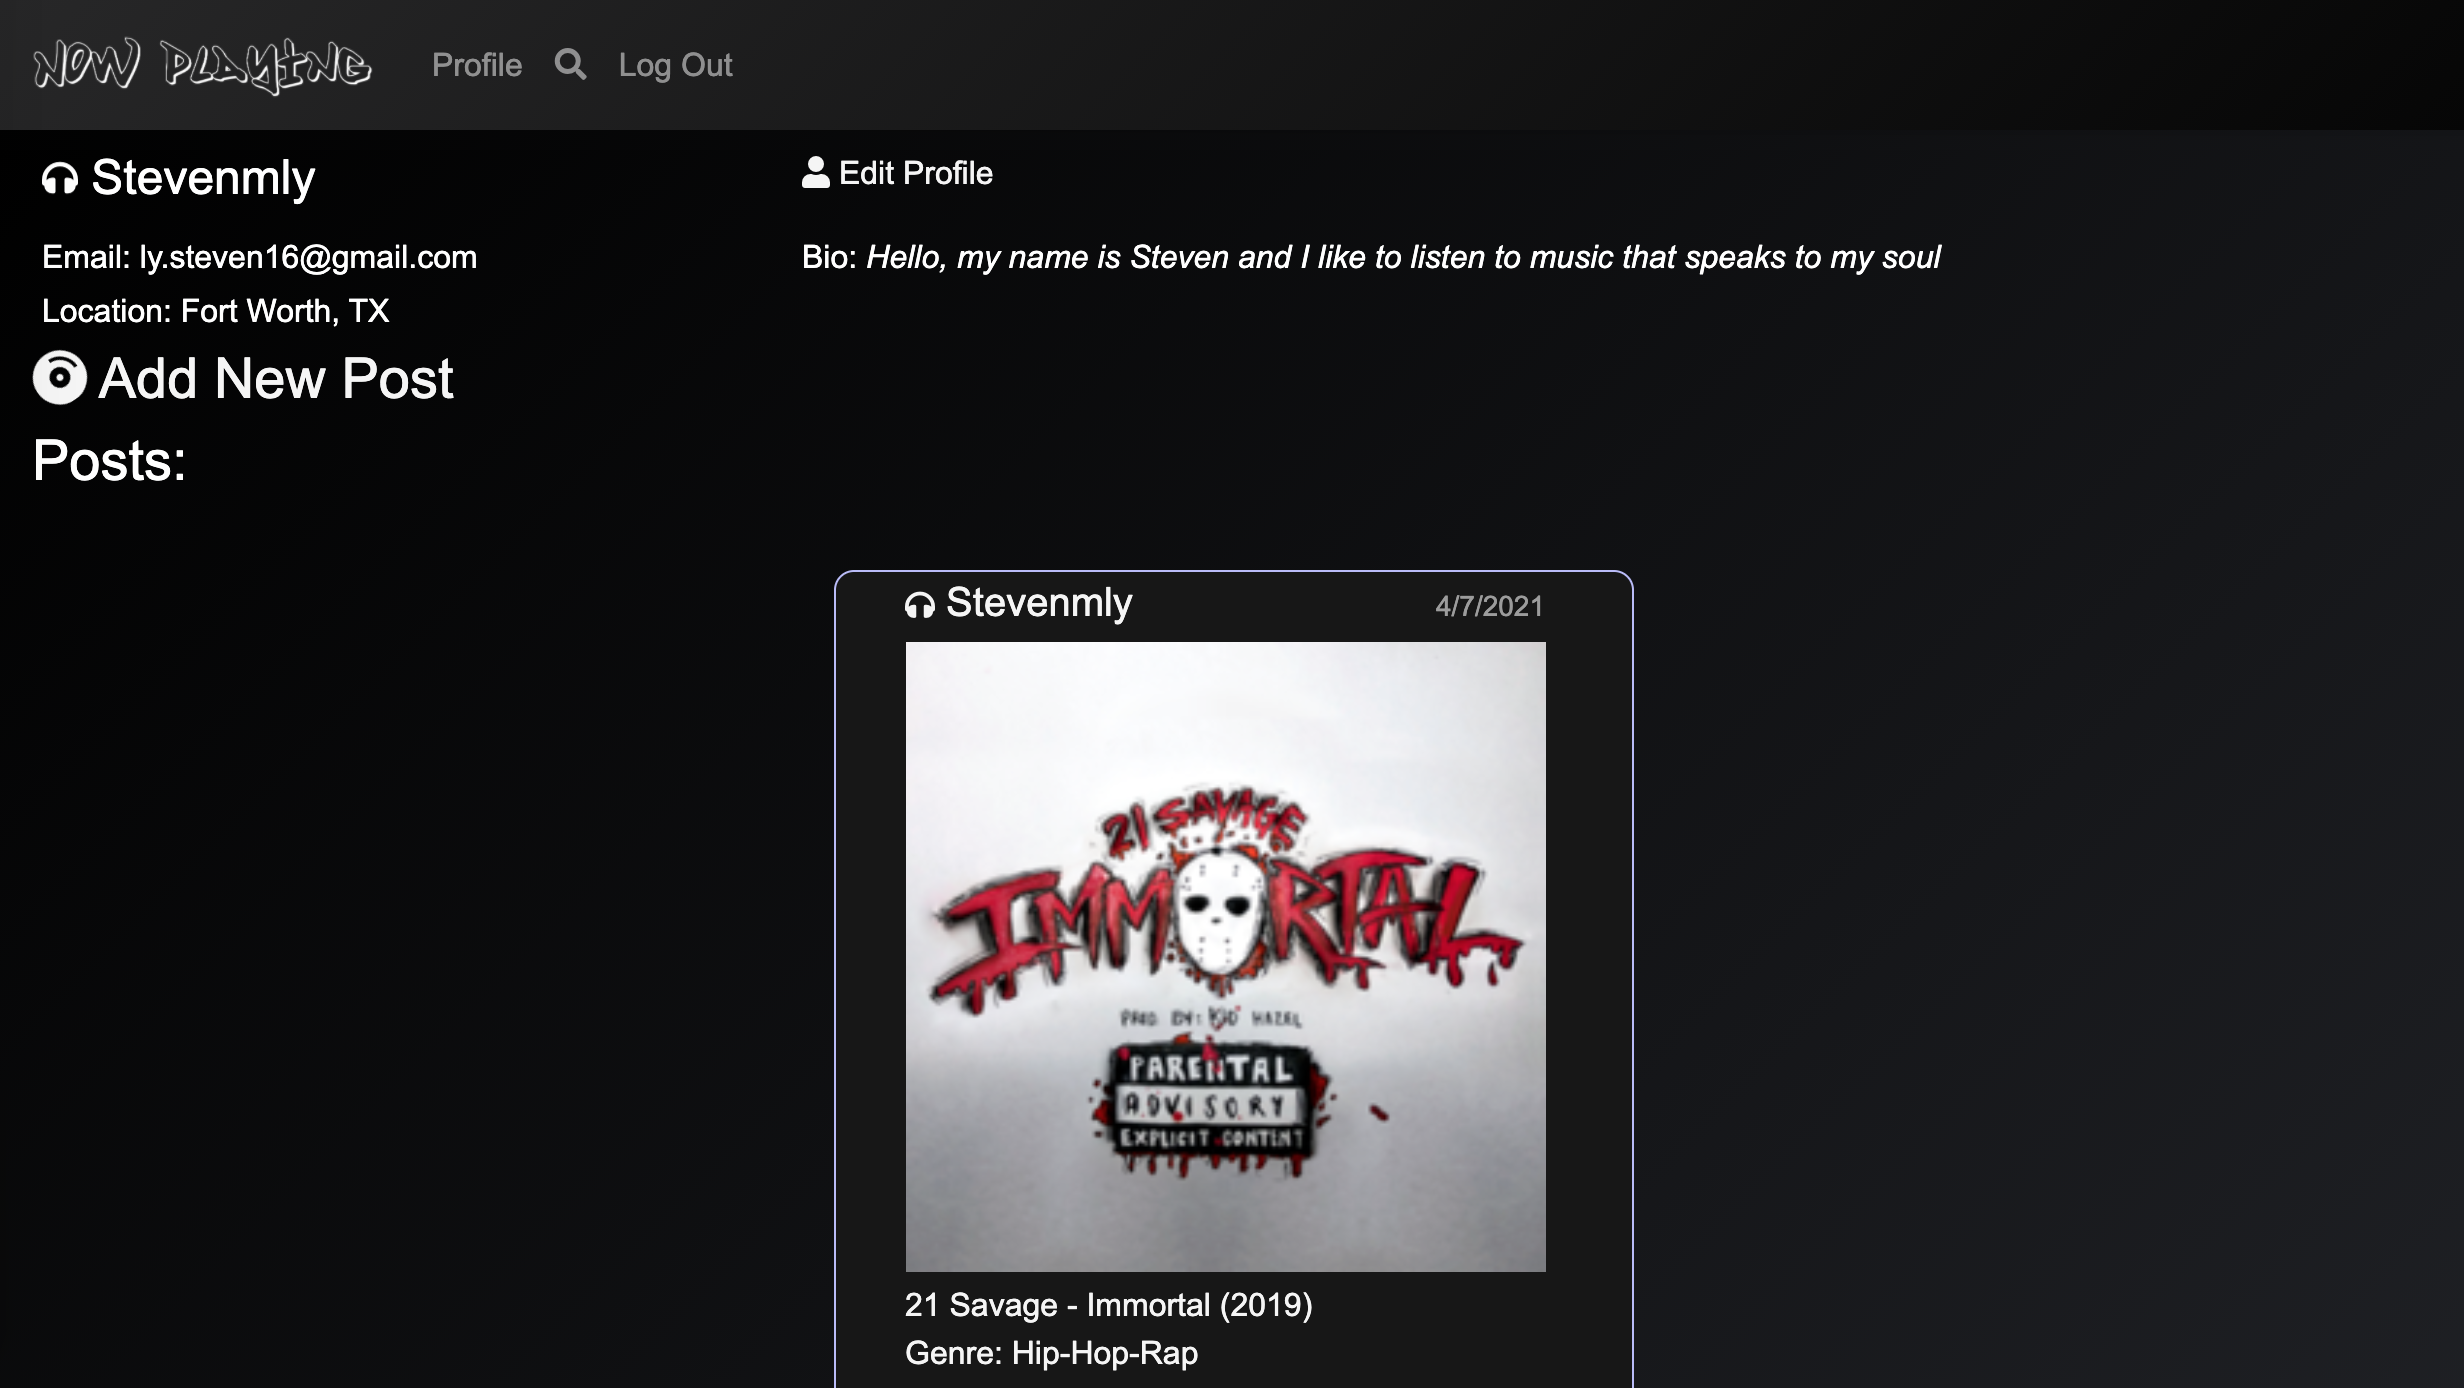 NOW PLAYING
Profile Log Out
Stevenmly
Edit Profile
Email: ly.steven16@gmail.com
Bio: Hello, my name is Steven and I like to listen to music that speaks to my soul
Location: Fort Worth, TX
Add New Post
Posts:
Stevenmly 4/7/2021
21 SAVAGE
IMMORTAL
PROD BY: KID HAZEL
PARENTAL
ADVISORY
EXPLICIT CONTENT
21 Savage - Immortal (2019)
Genre: Hip-Hop-Rap